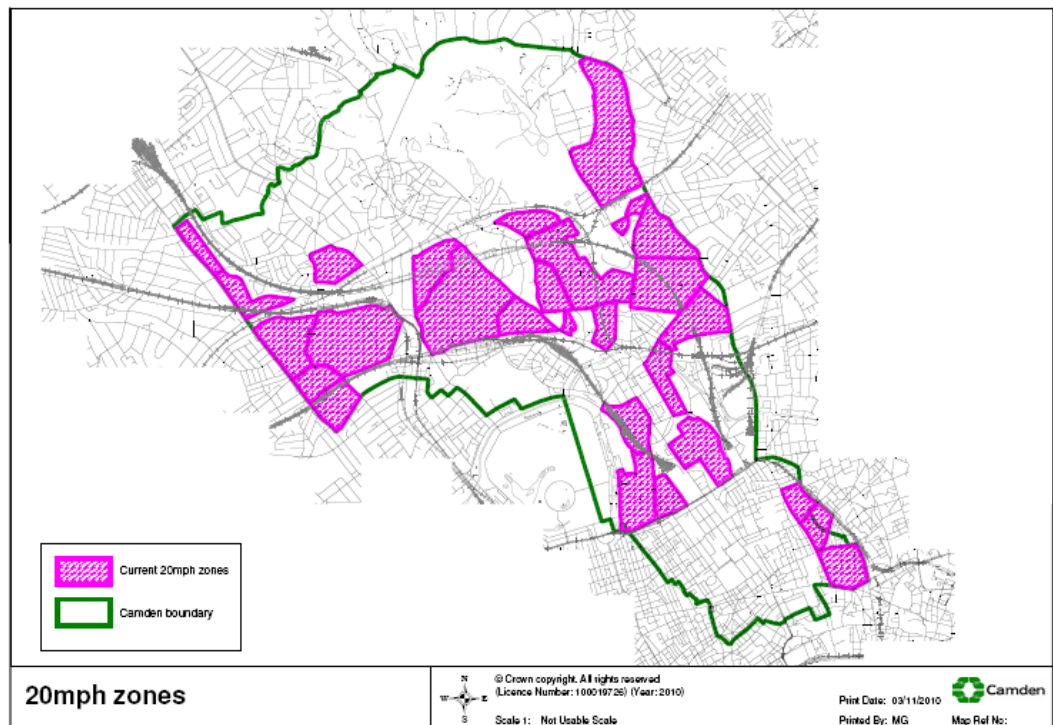 Current 20mph zones
Camden boundary
20mph zones
N
W E
S
© Crown copyright. All rights reserved
(Licence Number: 100019726) (Year: 2010)
Scale 1: Not Usable Scale
Camden
Print Date: 03/11/2010
Printed By: MG
Map Ref No: